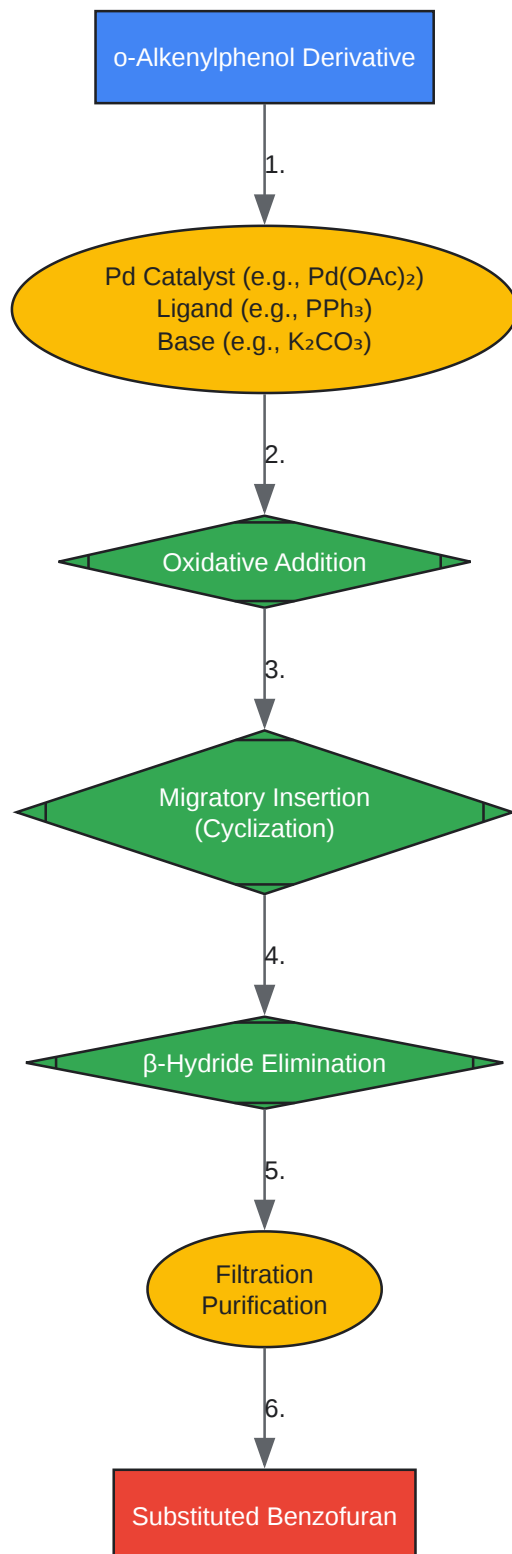 o-Alkenylphenol Derivative
1.
Pd Catalyst (e.g., Pd(OAc)₂)
Ligand (e.g., PPh₃)
Base (e.g., K₂CO₃)
2.
Oxidative Addition
3.
Migratory Insertion
(Cyclization)
4.
β-Hydride Elimination
5.
Filtration
Purification
6.
Substituted Benzofuran